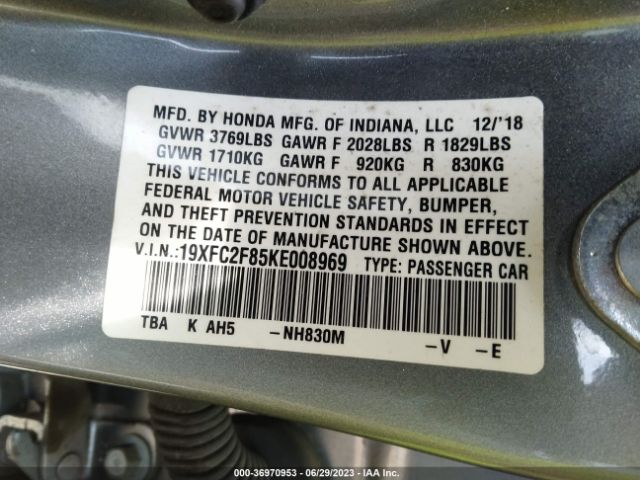 MFD. BY HONDA MFG. OF INDIANA, LLC 12/'18
GVWR 3769LBS GAWR F 2028LBS R 1829LBS
GVWR 1710KG GAWR F 920KG R 830KG
THIS VEHICLE CONFORMS TO ALL APPLICABLE
FEDERAL MOTOR VEHICLE SAFETY, BUMPER,
AND THEFT PREVENTION STANDARDS IN EFFECT
ON THE DATE OF MANUFACTURE SHOWN ABOVE.
V.I.N.:19XFC2F85KE008969 TYPE: PASSENGER CAR
TBA K AH5 -NH830M -V -E
000-36970953 - 06/29/2023 - IAA Inc.